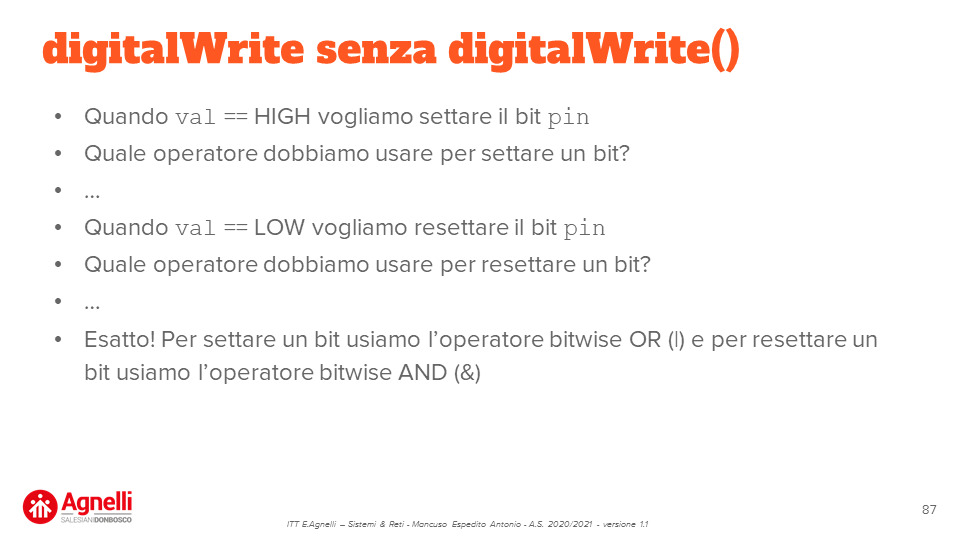 digitalWrite senza digitalWrite()
• Quando val == HIGH vogliamo settare il bit pin
• Quale operatore dobbiamo usare per settare un bit?
• …
• Quando val == LOW vogliamo resettare il bit pin
• Quale operatore dobbiamo usare per resettare un bit?
• …
• Esatto! Per settare un bit usiamo l’operatore bitwise OR (|) e per resettare un
bit usiamo l’operatore bitwise AND (&)
Agnelli
SALESIANI DONBOSCO
ITT E.Agnelli – Sistemi & Reti - Mancuso Espedito Antonio - A.S. 2020/2021 - versione 1.1
87